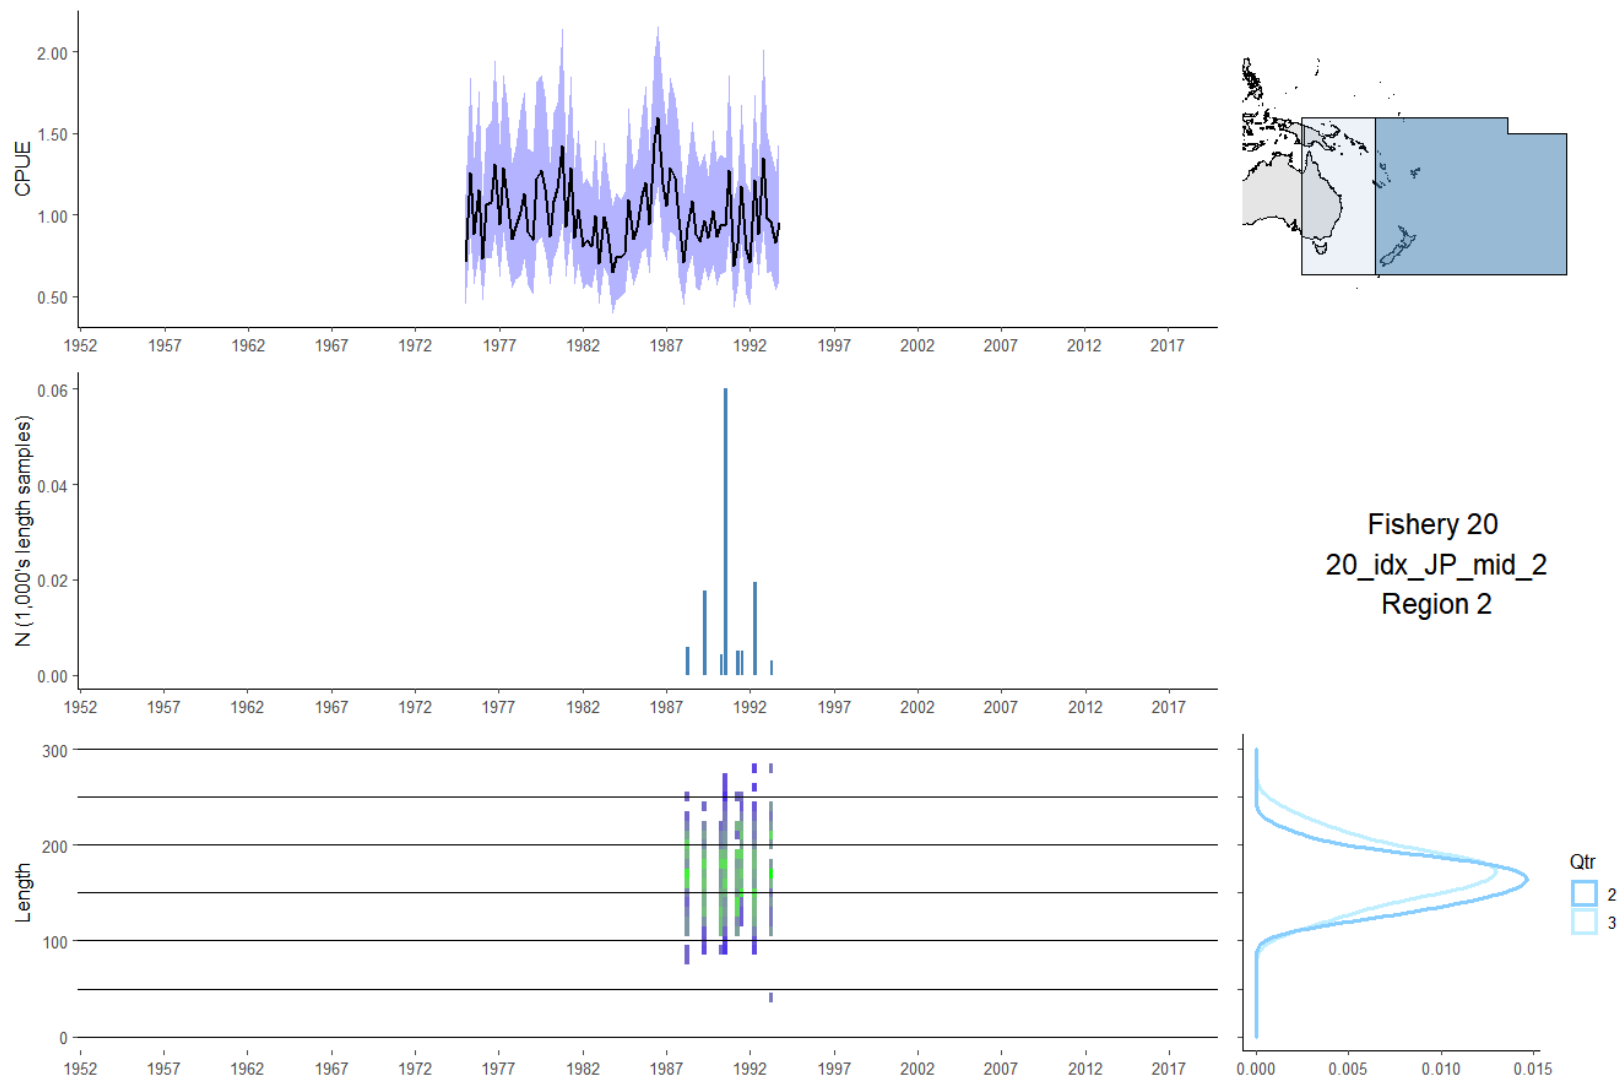 CPUE
2.00
1.50
1.00
0.50
1952 1957 1962 1967 1972 1977 1982 1987 1992 1997 2002 2007 2012 2017
N (1,000's length samples)
0.06
0.04
0.02
0.00
1952 1957 1962 1967 1972 1977 1982 1987 1992 1997 2002 2007 2012 2017
Fishery 20
20_idx_JP_mid_2
Region 2
Length
300
200
100
0
1952 1957 1962 1967 1972 1977 1982 1987 1992 1997 2002 2007 2012 2017
0.000 0.005 0.010 0.015
Qtr
2
3